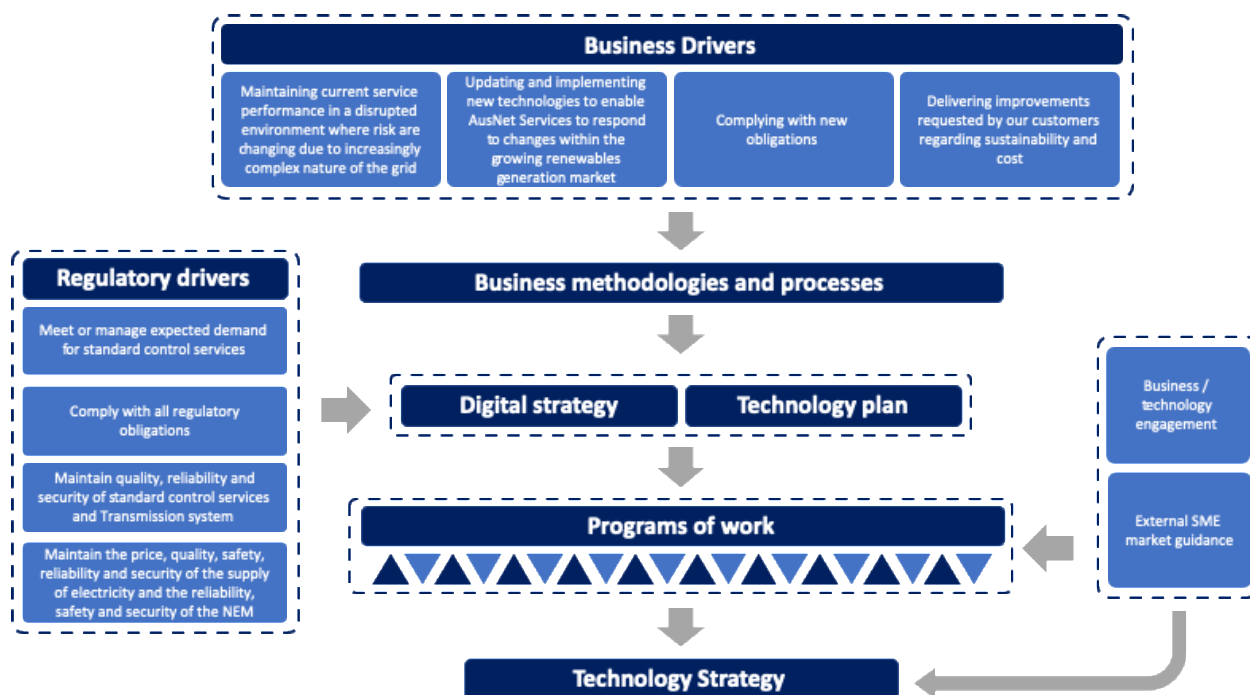 Business Drivers
Maintaining current service
performance in a disrupted
environment where risk are
changing due to increasingly
complex nature of the grid
Updating and implementing
new technologies to enable
AusNet Services to respond
to changes within the
growing renewables
generation market
Complying with new
obligations
Delivering improvements
requested by our customers
regarding sustainability and
cost
Regulatory drivers
Meet or manage expected demand
for standard control services
Comply with all regulatory
obligations
Maintain quality, reliability and
security of standard control services
and Transmission system
Maintain the price, quality, safety,
reliability and security of the supply
of electricity and the reliability,
safety and security of the NEM
Business methodologies and processes
Digital strategy
Technology plan
Programs of work
Technology Strategy
Business /
technology
engagement
External SME
market guidance